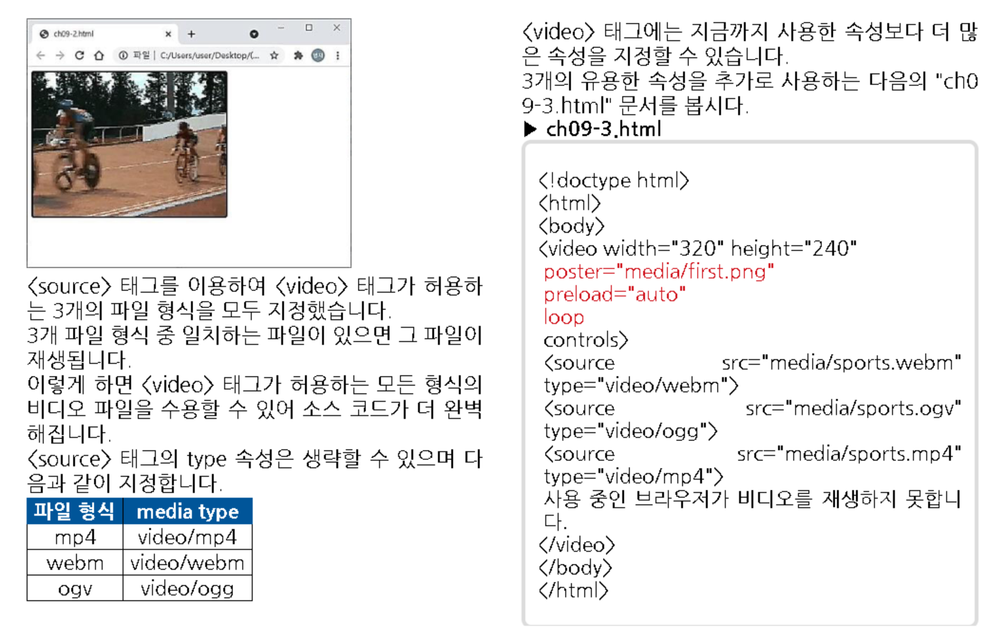 ch09-2.html
파일 | C:/Users/user/Desktop/(...
〈source〉 태그를 이용하여 〈video〉 태그가 허용하
는 3개의 파일 형식을 모두 지정했습니다.
3개 파일 형식 중 일치하는 파일이 있으면 그 파일이
재생됩니다.
이렇게 하면 〈video〉 태그가 허용하는 모든 형식의
비디오 파일을 수용할 수 있어 소스 코드가 더 완벽
해집니다.
〈source〉 태그의 type 속성은 생략할 수 있으며 다
음과 같이 지정합니다.
파일 형식 media type
mp4 video/mp4
webm video/webm
ogv video/ogg
〈video〉 태그에는 지금까지 사용한 속성보다 더 많
은 속성을 지정할 수 있습니다.
3개의 유용한 속성을 추가로 사용하는 다음의 "ch0
9-3.html" 문서를 봅시다.
▶ ch09-3.html
〈!doctype html〉
〈html〉
〈body〉
〈video width="320" height="240"
poster="media/first.png"
preload="auto"
loop
controls〉
〈source src="media/sports.webm"
type="video/webm"〉
〈source src="media/sports.ogv"
type="video/ogg"〉
〈source src="media/sports.mp4"
type="video/mp4"〉
사용 중인 브라우저가 비디오를 재생하지 못합니
다.
〈/video〉
〈/body〉
〈/html〉